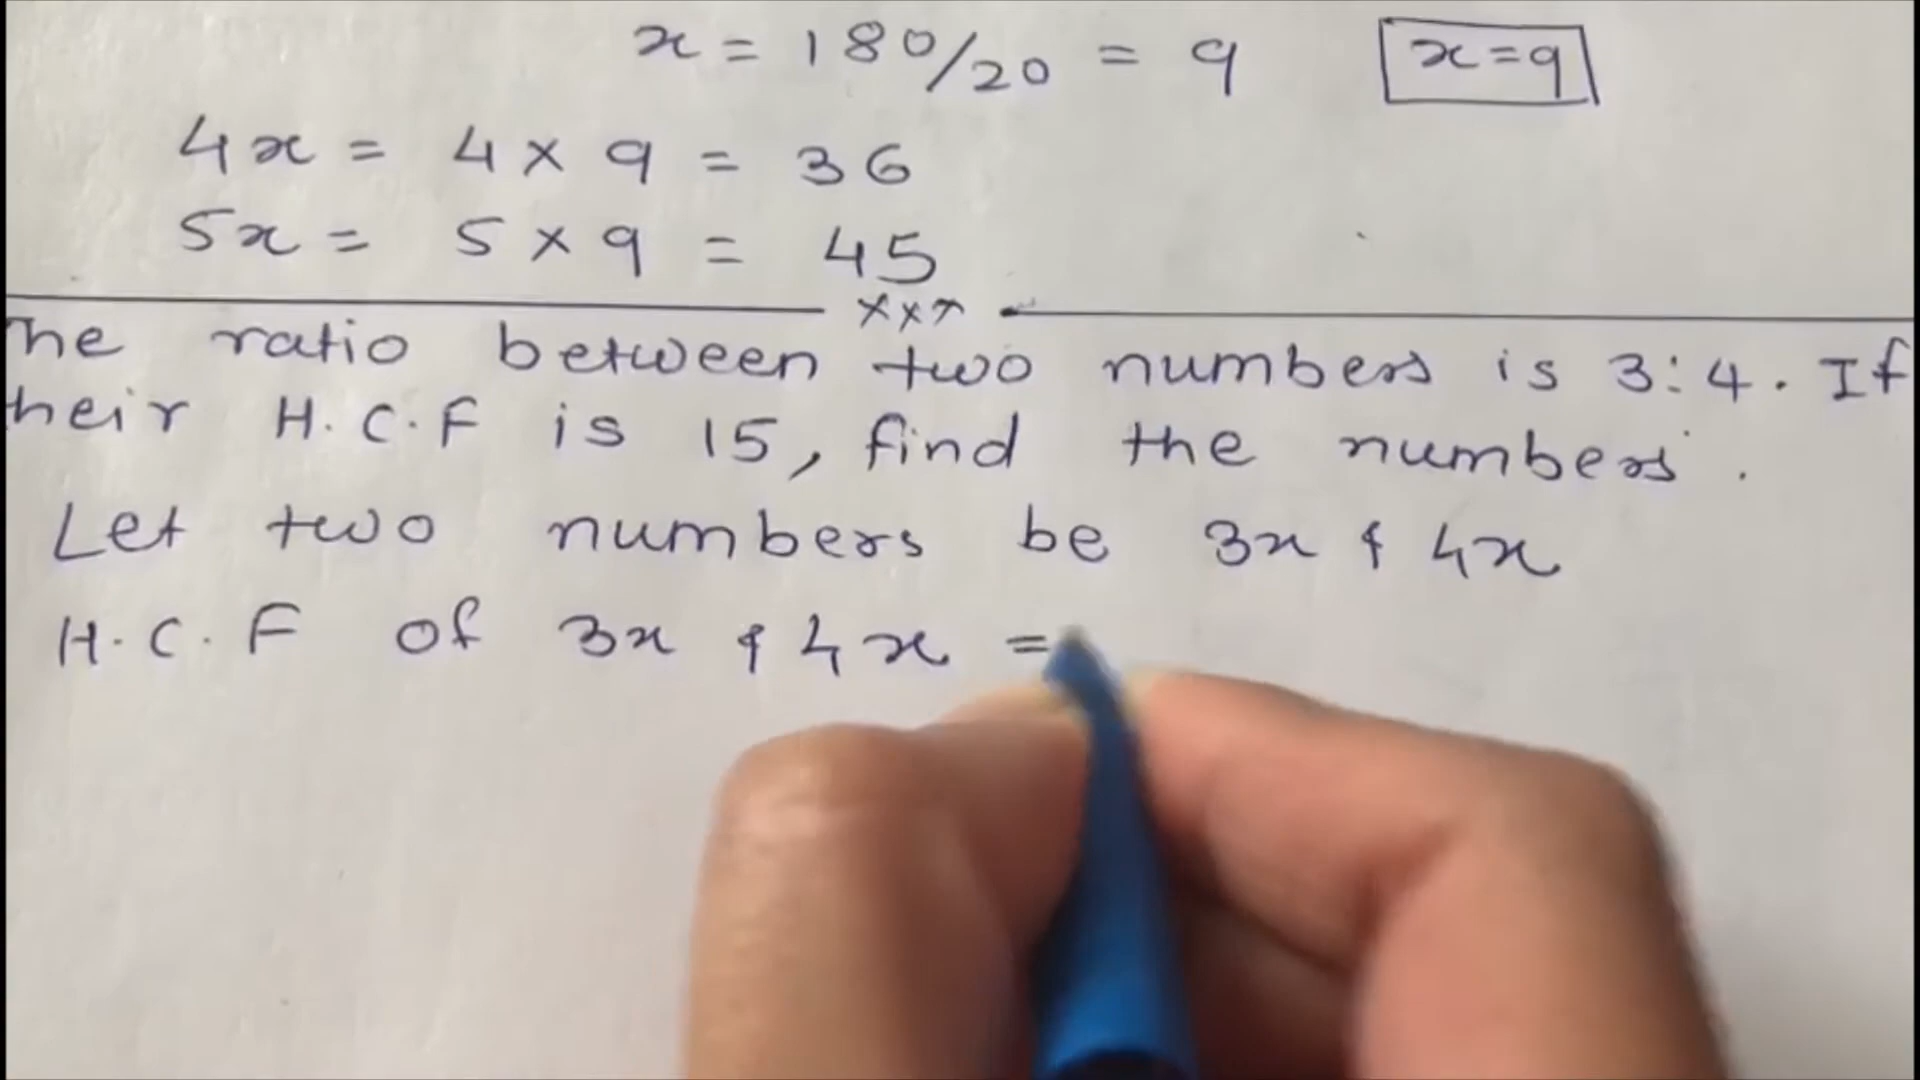 x = 180/20 = 9 x=9
4x = 4 × 9 = 36
5x = 5 × 9 = 45
×××
he ratio between two numbers is 3:4. If
heir H.C.F is 15, find the numbers.
Let two numbers be 3x & 4x
H.C.F of 3x & 4x =